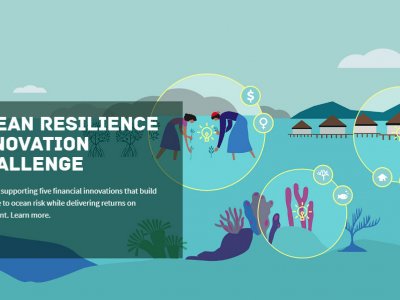 EAN RESILIENCE
NOVATION
ALLENGE
supporting five financial innovations that build
e to ocean risk while delivering returns on
nt. Learn more.
$